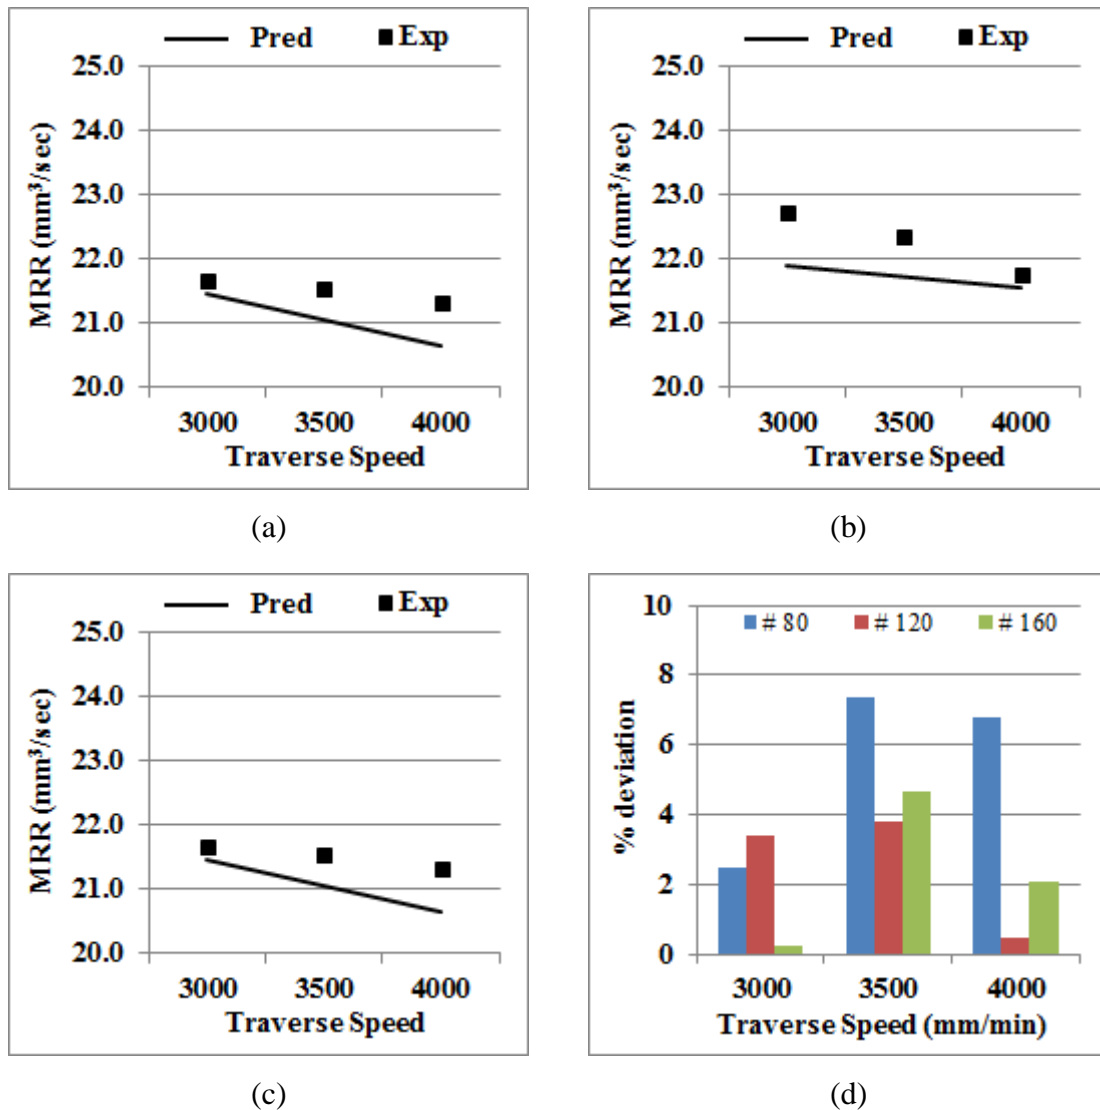 Pred Exp
25.0
24.0
23.0
22.0
21.0
20.0
MRR (mm³/sec)
3000 3500 4000
Traverse Speed
(a)
Pred Exp
25.0
24.0
23.0
22.0
21.0
20.0
MRR (mm³/sec)
3000 3500 4000
Traverse Speed
(b)
Pred Exp
25.0
24.0
23.0
22.0
21.0
20.0
MRR (mm³/sec)
3000 3500 4000
Traverse Speed
(c)
# 80 # 120 # 160
10
8
6
4
2
0
% deviation
3000 3500 4000
Traverse Speed (mm/min)
(d)